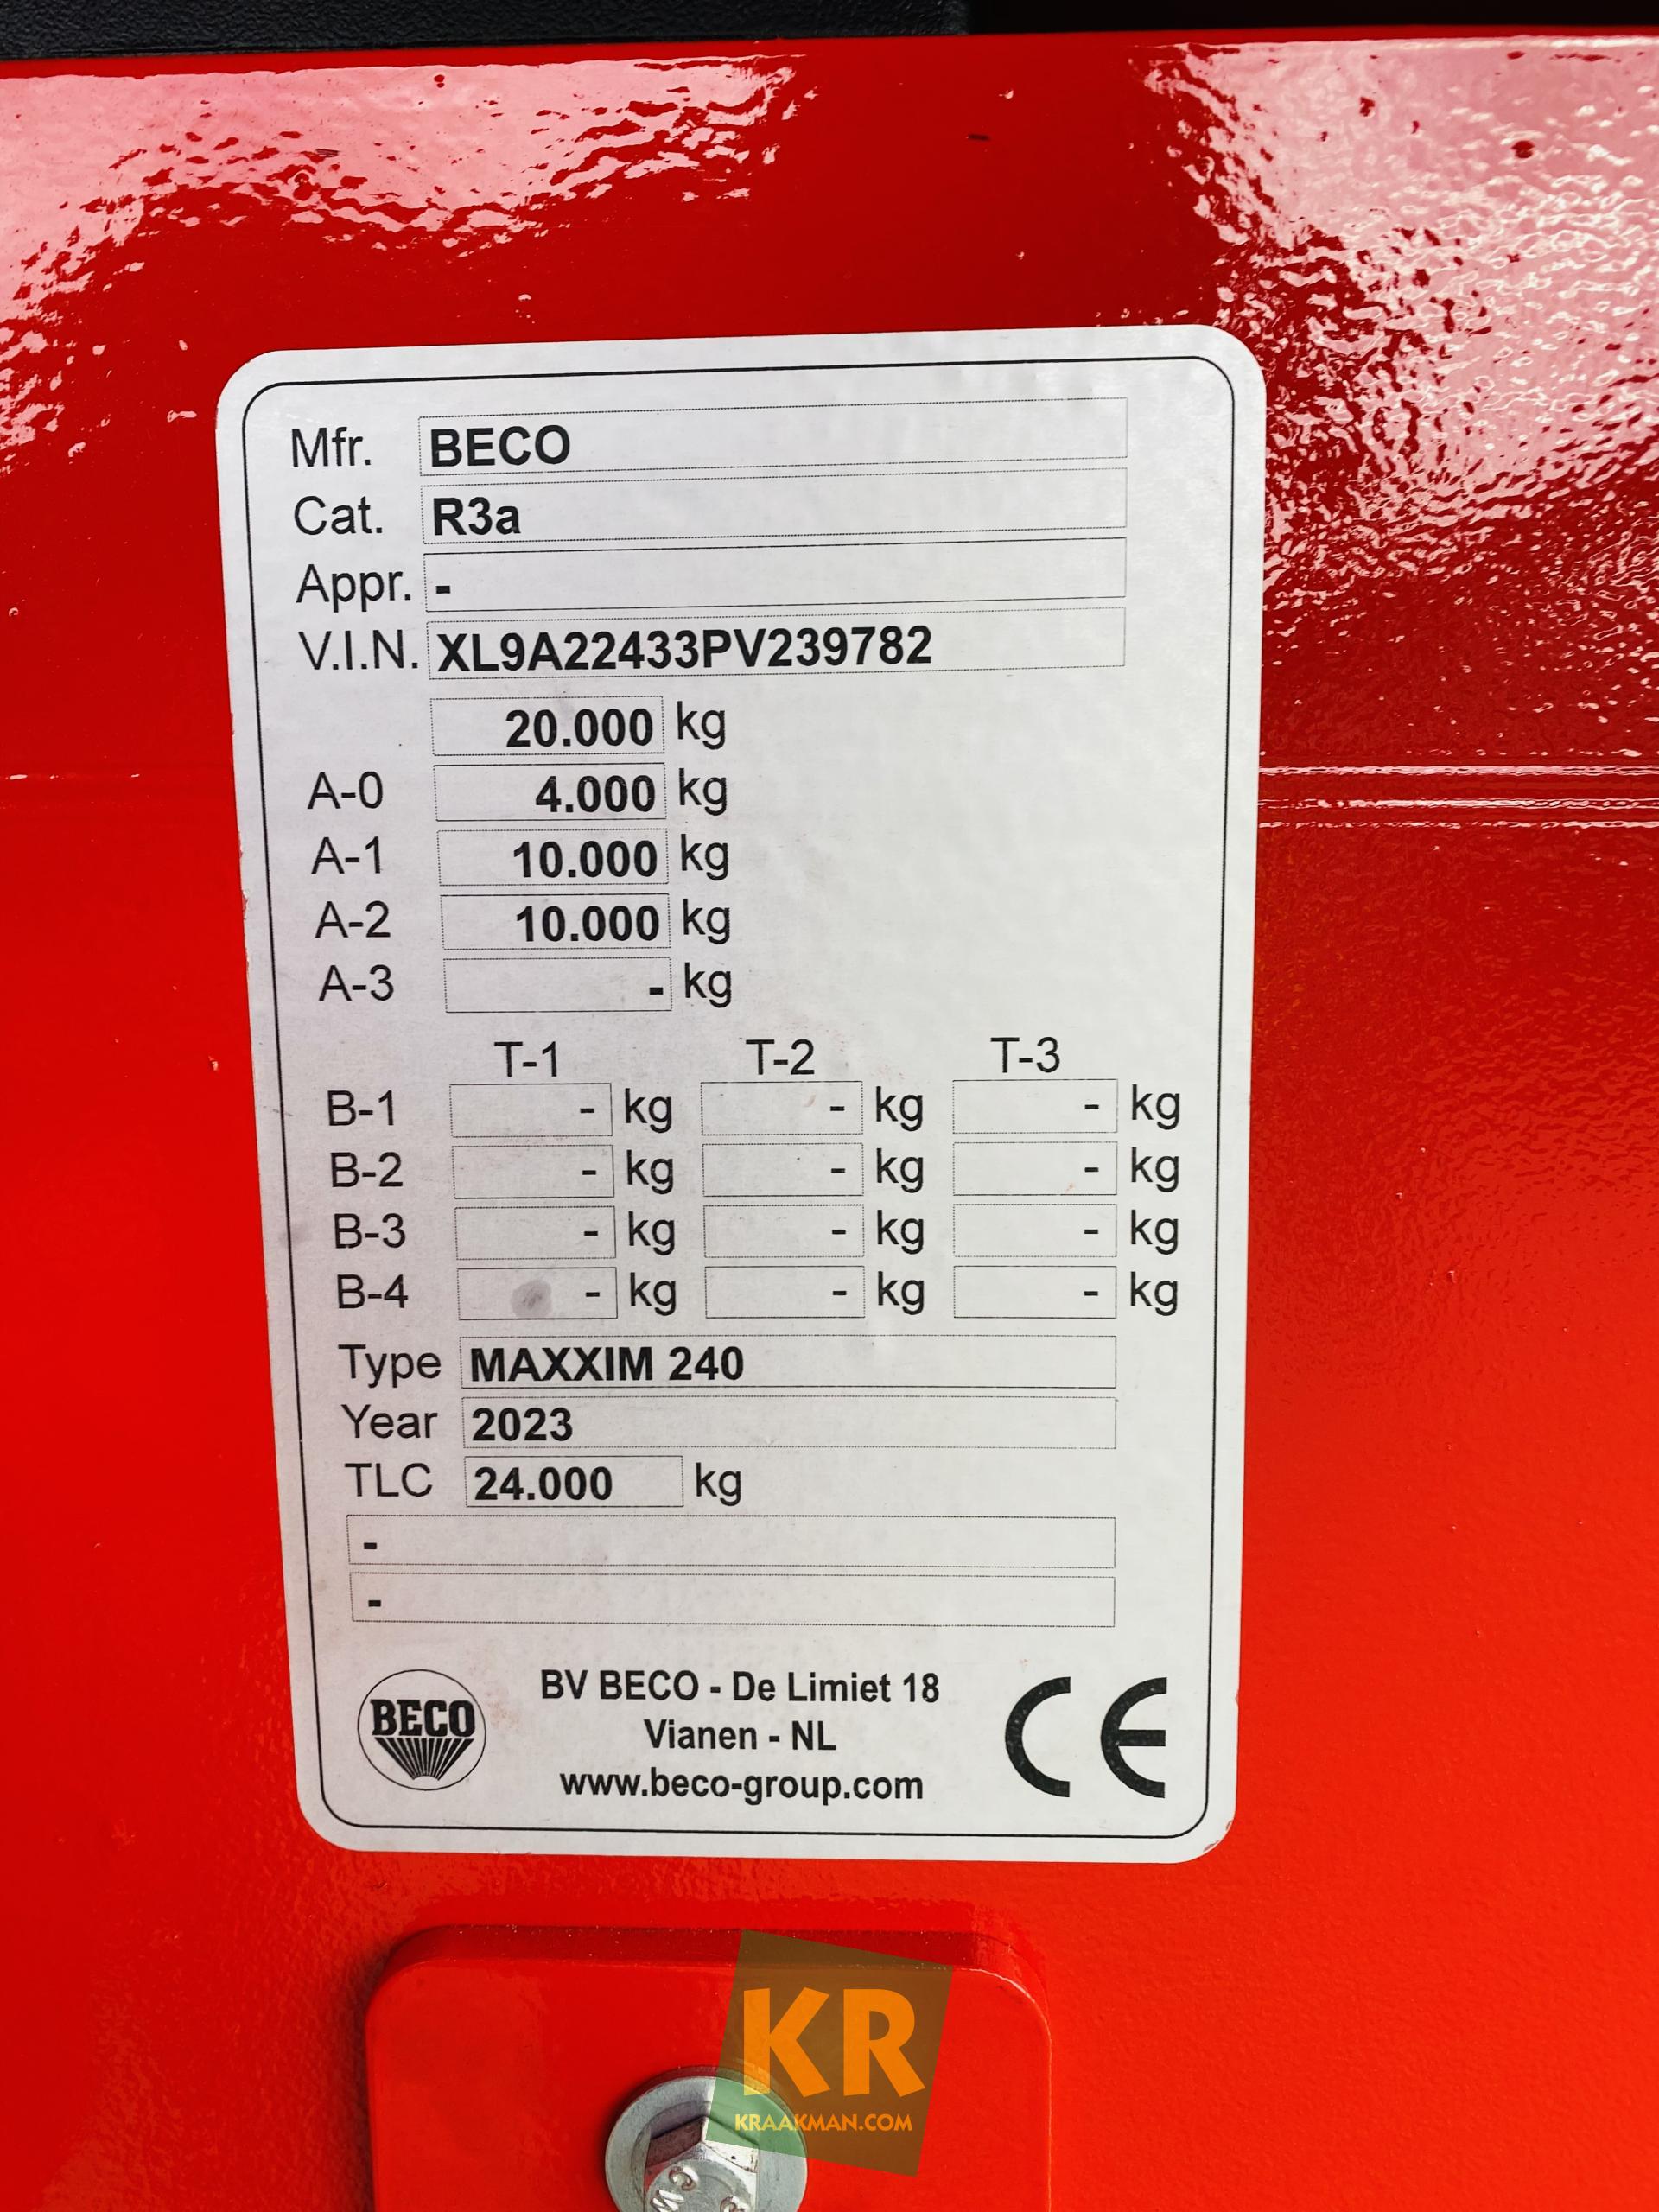 Mfr. BECO
Cat. R3a
Appr. -
V.I.N. XL9A22433PV239782
20.000 kg
A-0 4.000 kg
A-1 10.000 kg
A-2 10.000 kg
A-3 - kg
T-1 T-2 T-3
B-1 - kg - kg - kg
B-2 - kg - kg - kg
B-3 - kg - kg - kg
B-4 - kg - kg - kg
Type MAXXIM 240
Year 2023
TLC 24.000 kg
-
-
BECO
BV BECO - De Limiet 18
Vianen - NL
www.beco-group.com
CE
KR
KRAAKMAN.COM